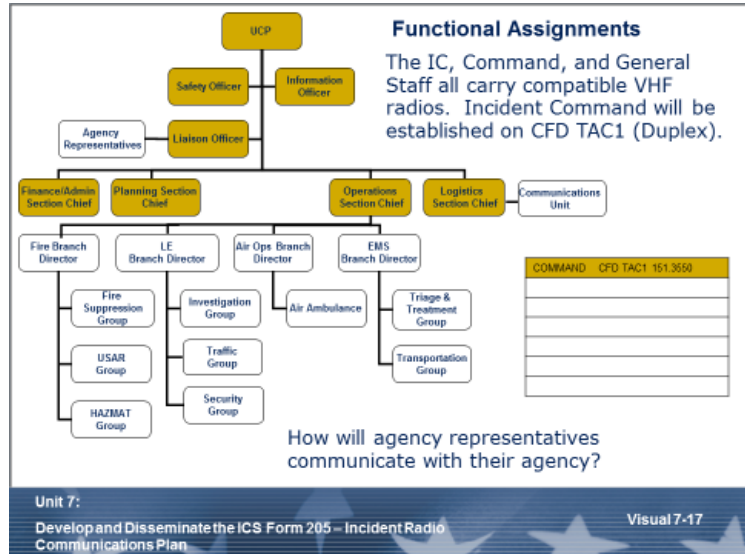 UCP
Functional Assignments
The IC, Command, and General
Staff all carry compatible VHF
radios. Incident Command will be
established on CFD TAC1 (Duplex).
Safety Officer
Information
Officer
Agency
Representatives
Liaison Officer
Finance/Admin
Section Chief
Planning Section
Chief
Operations
Section Chief
Logistics
Section Chief
Communications
Unit
Fire Branch
Director
LE
Branch Director
Air Ops Branch
Director
EMS
Branch Director
Fire
Suppression
Group
Investigation
Group
Air Ambulance
Triage &
Treatment
Group
USAR
Group
Traffic
Group
Transportation
Group
HAZMAT
Group
Security
Group
COMMAND CFD TAC1 151.3550
How will agency representatives
communicate with their agency?
Unit 7:
Develop and Disseminate the ICS Form 205 – Incident Radio
Communications Plan
Visual 7-17